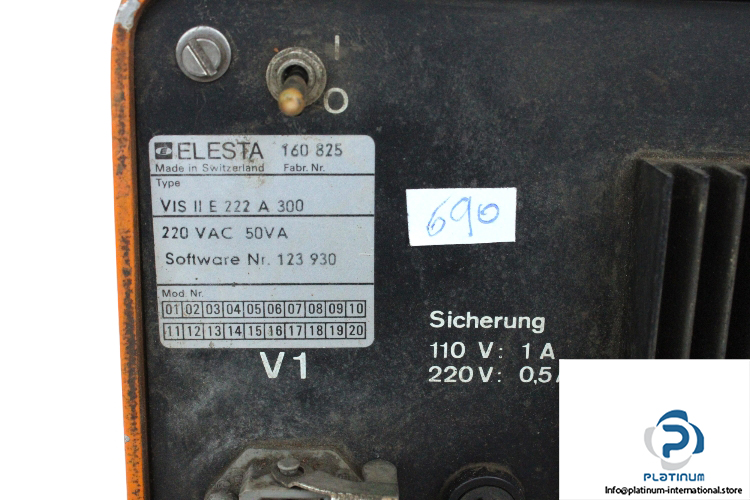 I
O
ELESTA 160 825
Made in Switzerland Fabr. Nr.
Type
VIS II E 222 A 300
220 VAC 50VA
Software Nr. 123 930
Mod. Nr.
01 02 03 04 05 06 07 08 09 10
11 12 13 14 15 16 17 18 19 20
V1
690
Sicherung
110 V: 1 A
220 V: 0,5 A
PLATINUM
Info@platinum-international.store